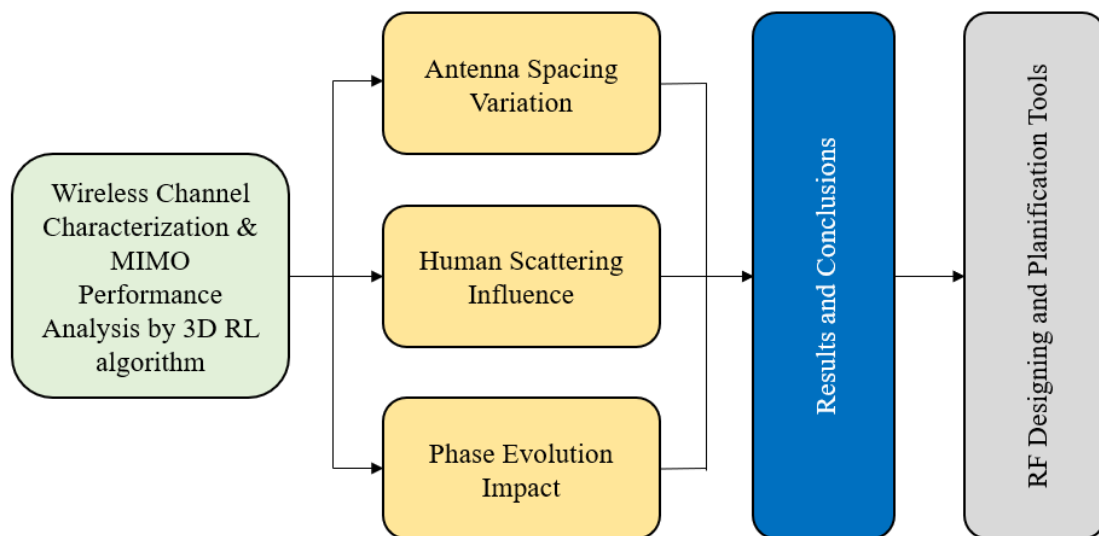 Wireless Channel
Characterization &
MIMO
Performance
Analysis by 3D RL
algorithm
Antenna Spacing
Variation
Human Scattering
Influence
Phase Evolution
Impact
Results and Conclusions
RF Designing and Planification Tools